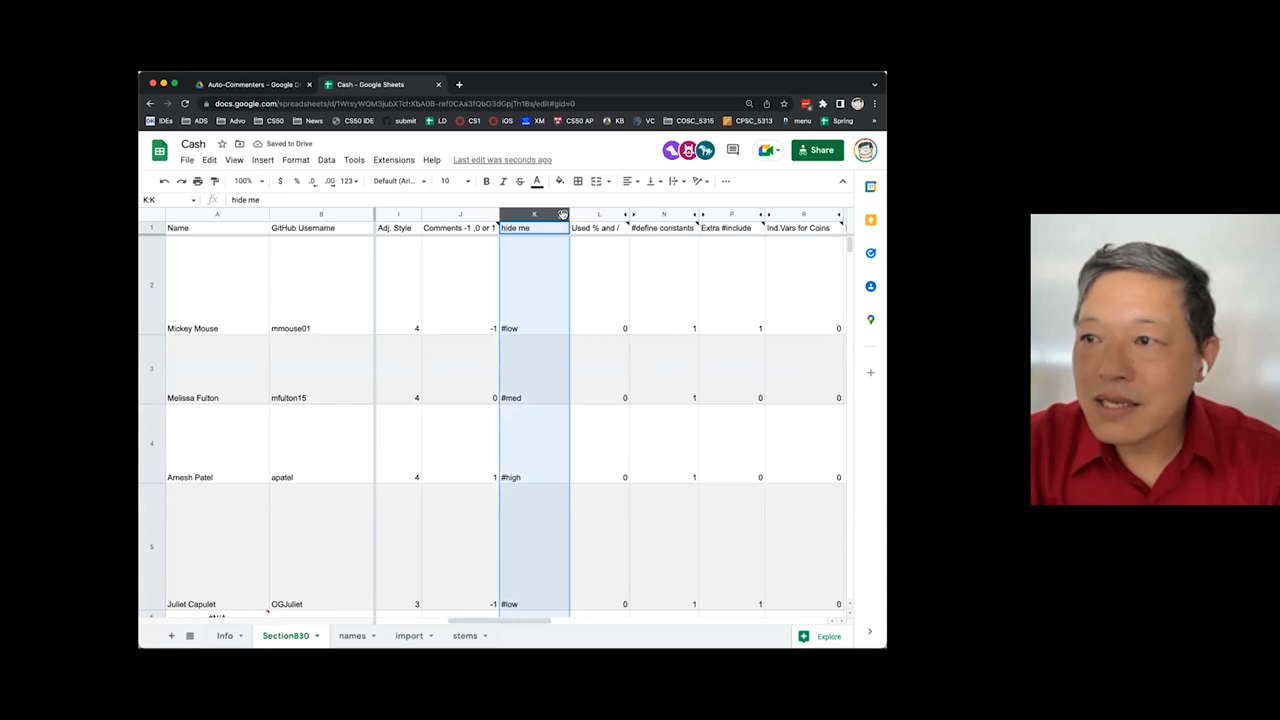 Auto-Commenters - Google D
Cash - Google Sheets
docs.google.com/spreadsheets/d/1WrsyWQM3jubXTchXbA0B-ref0CAa3fQbG3dGpjTn1Bs/edit#gid=0
IDEs ADS Advo CS50 News CS50 IDE submit LD CS1 iOS XM CS50 AP KB VC COSC_5315 CPSC_5313 menu Spring »
Cash Saved to Drive
Share
File Edit View Insert Format Data Tools Extensions Help Last edit was seconds ago
100% $ % .0 .00 123 Default (Ari... 10 B I S A
K:K fx hide me
A B I J K L N P R
1 Name GitHub Username Adj. Style Comments -1 ,0 or 1 hide me Used % and / #define constants Extra #include Ind.Vars for Coins
2 Mickey Mouse mmouse01 4 -1 #low 0 1 1 0
3 Melissa Fulton mfulton15 4 0 #med 0 1 0 0
4 Amesh Patel apatel 4 1 #high 0 1 0 0
5 Juliet Capulet OGJuliet 3 -1 #low 0 1 1 0
Info Section830 names import stems Explore